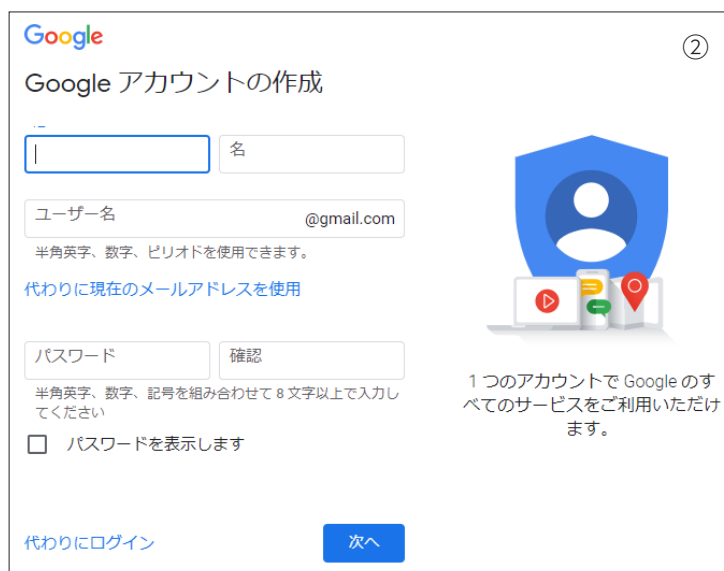 Google
②
Google アカウントの作成
名
ユーザー名
@gmail.com
半角英字、数字、ピリオドを使用できます。
代わりに現在のメールアドレスを使用
パスワード
確認
半角英字、数字、記号を組み合わせて 8 文字以上で入力し
てください
パスワードを表示します
1 つのアカウントで Google のす
べてのサービスをご利用いただけ
ます。
代わりにログイン
次へ